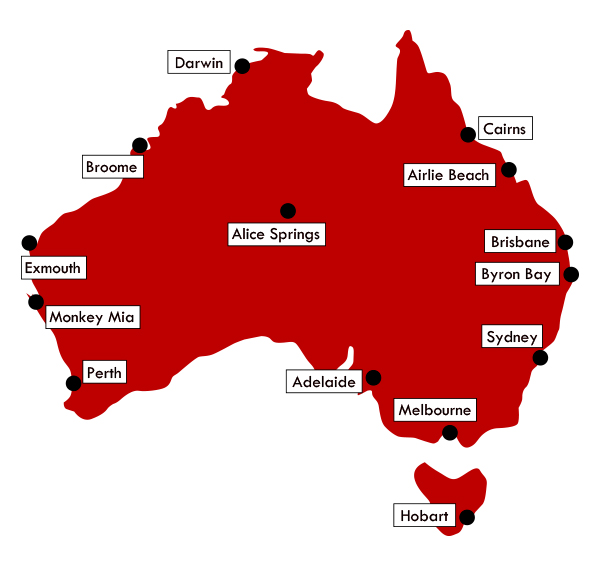 Darwin
Cairns
Broome
Airlie Beach
Alice Springs
Brisbane
Exmouth
Byron Bay
Monkey Mia
Sydney
Perth
Adelaide
Melbourne
Hobart